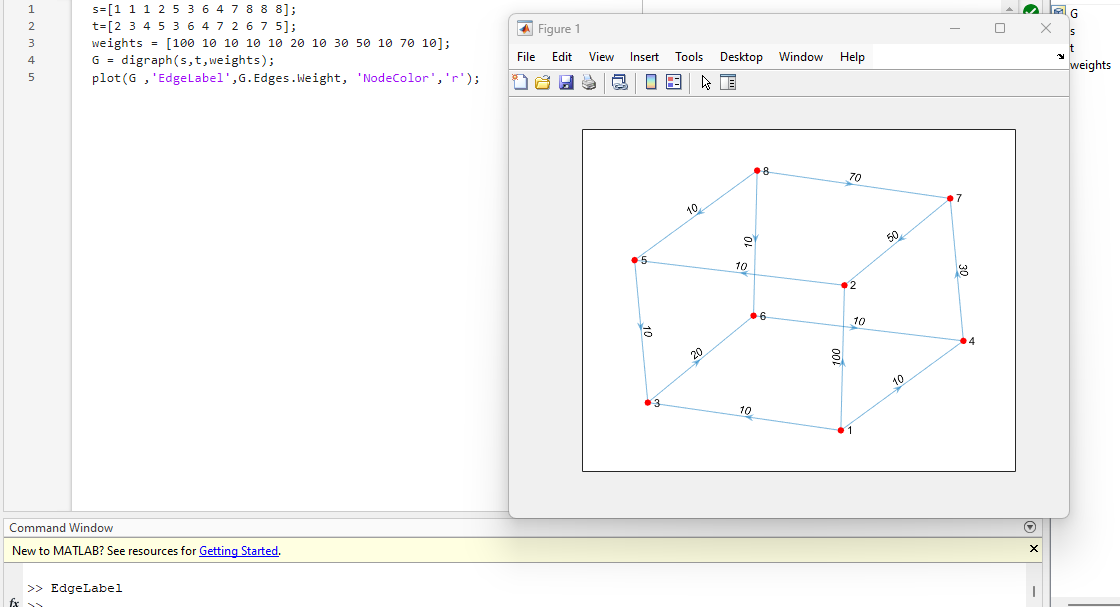 1 s=[1 1 1 2 5 3 6 4 7 8 8 8];
2 t=[2 3 4 5 3 6 4 7 2 6 7 5];
3 weights = [100 10 10 10 10 20 10 30 50 10 70 10];
4 G = digraph(s,t,weights);
5 plot(G ,'EdgeLabel',G.Edges.Weight, 'NodeColor','r');
Figure 1
File Edit View Insert Tools Desktop Window Help
8
70
7
10
10
50
5
10
2
30
6
10
4
10
20
100
10
3
10
1
G
s
t
weights
Command Window
New to MATLAB? See resources for Getting Started.
>> EdgeLabel
fx >>